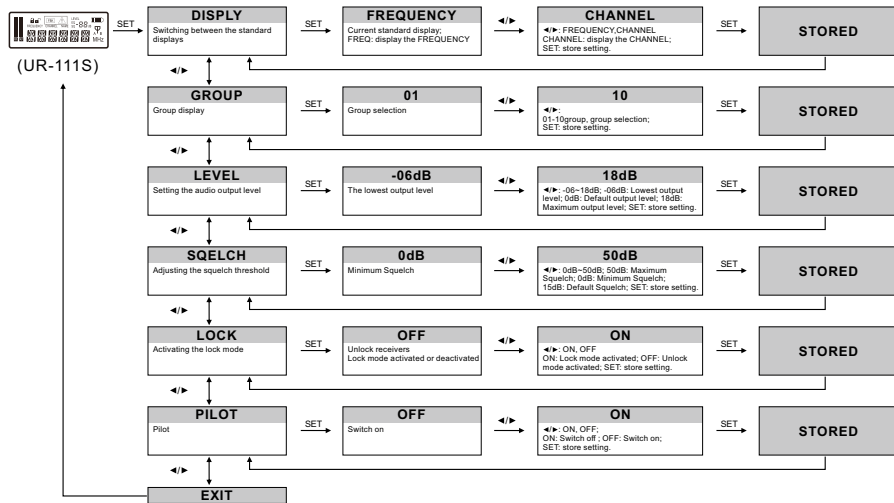 SET
(UR-111S)
DISPLY
Switching between the standard
displays
SET
FREQUENCY
Current standard display;
FREQ: display the FREQUENCY
◄/►
CHANNEL
◄/►: FREQUENCY,CHANNEL
CHANNEL: display the CHANNEL;
SET: store setting.
SET
STORED
◄/►
GROUP
Group display
SET
01
Group selection
◄/►
10
◄/►:
01-10group, group selection;
SET: store setting.
SET
STORED
◄/►
LEVEL
Setting the audio output level
SET
-06dB
The lowest output level
◄/►
18dB
◄/►: -06~18dB; -06dB: Lowest output
level; 0dB: Default output level; 18dB:
Maximum output level; SET: store setting.
SET
STORED
◄/►
SQELCH
Adjusting the squelch threshold
SET
0dB
Minimum Squelch
◄/►
50dB
◄/►: 0dB~50dB; 50dB: Maximum
Squelch; 0dB: Minimum Squelch;
15dB: Default Squelch; SET: store setting.
SET
STORED
◄/►
LOCK
Activating the lock mode
SET
OFF
Unlock receivers
Lock mode activated or deactivated
◄/►
ON
◄/►: ON, OFF
ON: Lock mode activated; OFF: Unlock
mode activated; SET: store setting.
SET
STORED
◄/►
PILOT
Pilot
SET
OFF
Switch on
◄/►
ON
◄/►: ON, OFF;
ON: Switch off ; OFF: Switch on;
SET: store setting.
SET
STORED
◄/►
EXIT